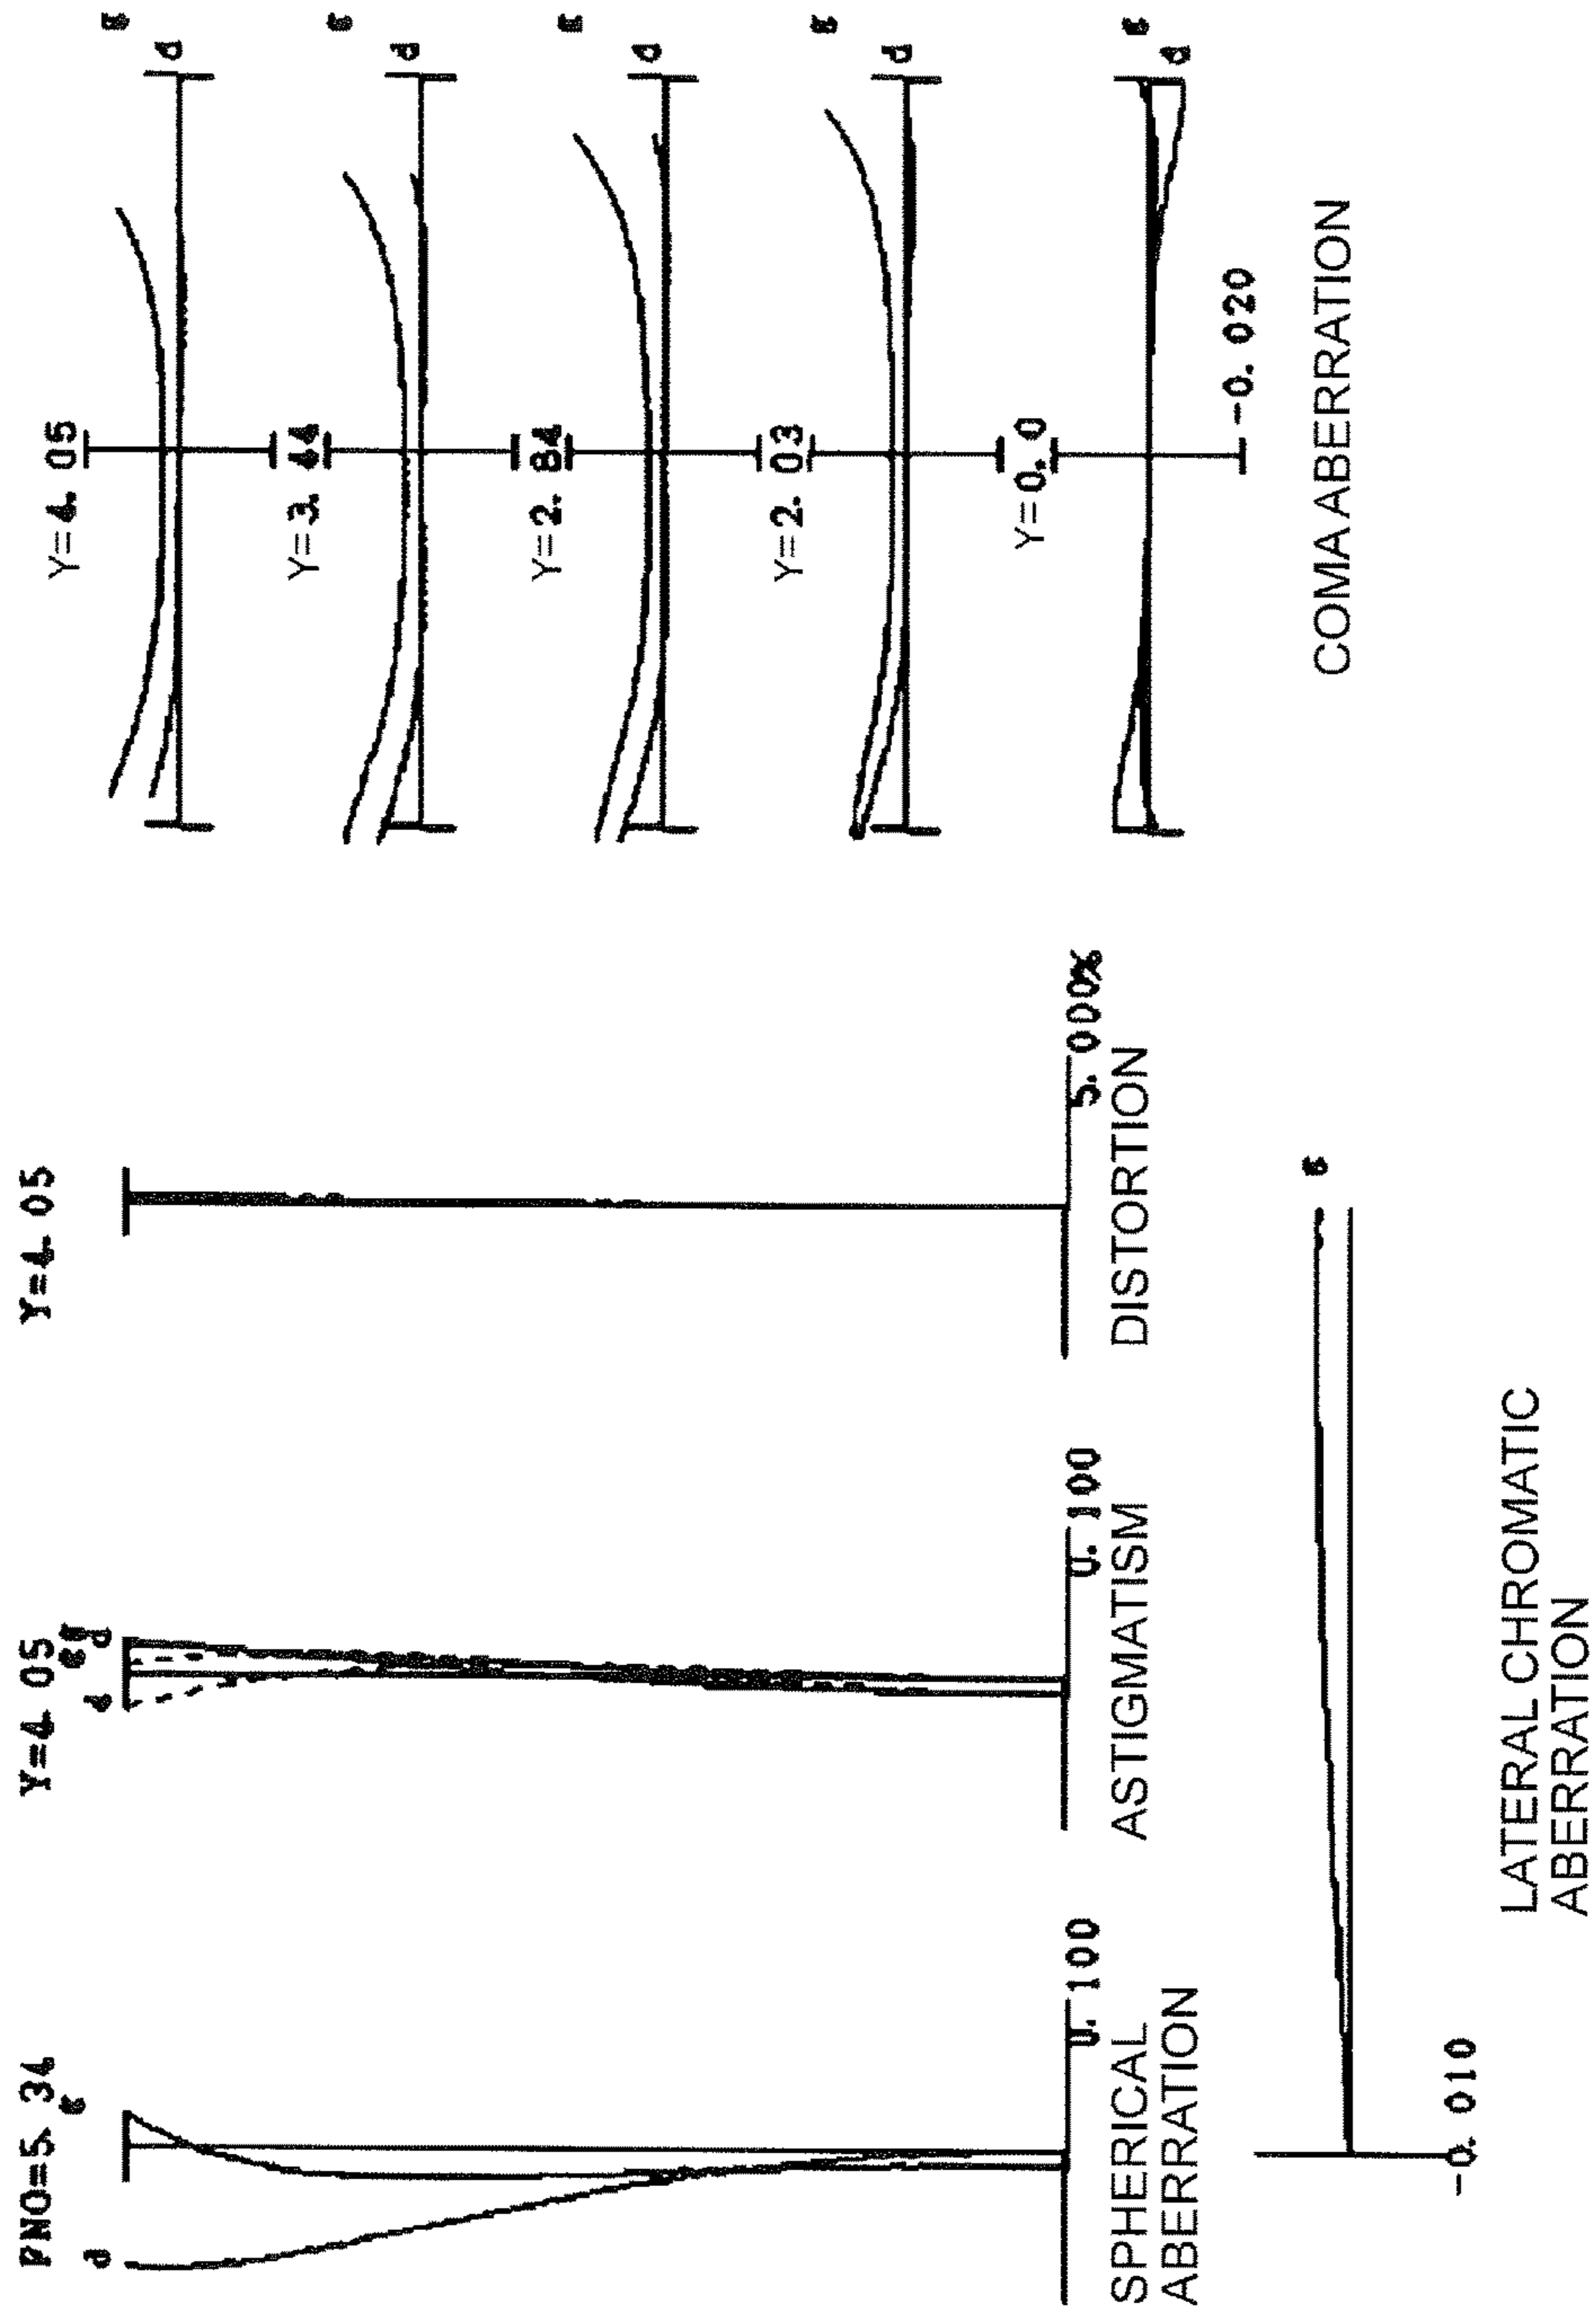 FNO=5. 34
g
d
0. 100
SPHERICAL
ABERRATION
Y=4. 05
g
g
d
d
0. 100
ASTIGMATISM
Y=4. 05
5. 000%
DISTORTION
-0. 010
g
LATERAL CHROMATIC
ABERRATION
Y=4. 05
g
d
Y=3. 44
g
d
Y=2. 84
g
d
Y=2. 03
g
d
Y=0. 0
g
d
-0. 020
COMA ABERRATION